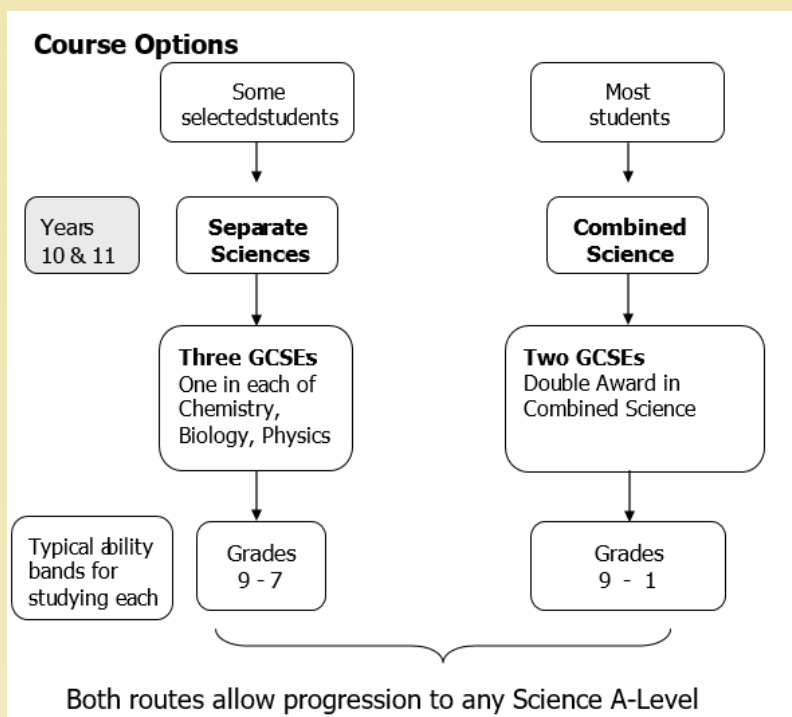 Course Options
Some
selectedstudents
Most
students
Years
10 & 11
Separate
Sciences
Combined
Science
Three GCSEs
One in each of
Chemistry,
Biology, Physics
Two GCSEs
Double Award in
Combined Science
Typical ability
bands for
studying each
Grades
9 - 7
Grades
9 - 1
Both routes allow progression to any Science A-Level